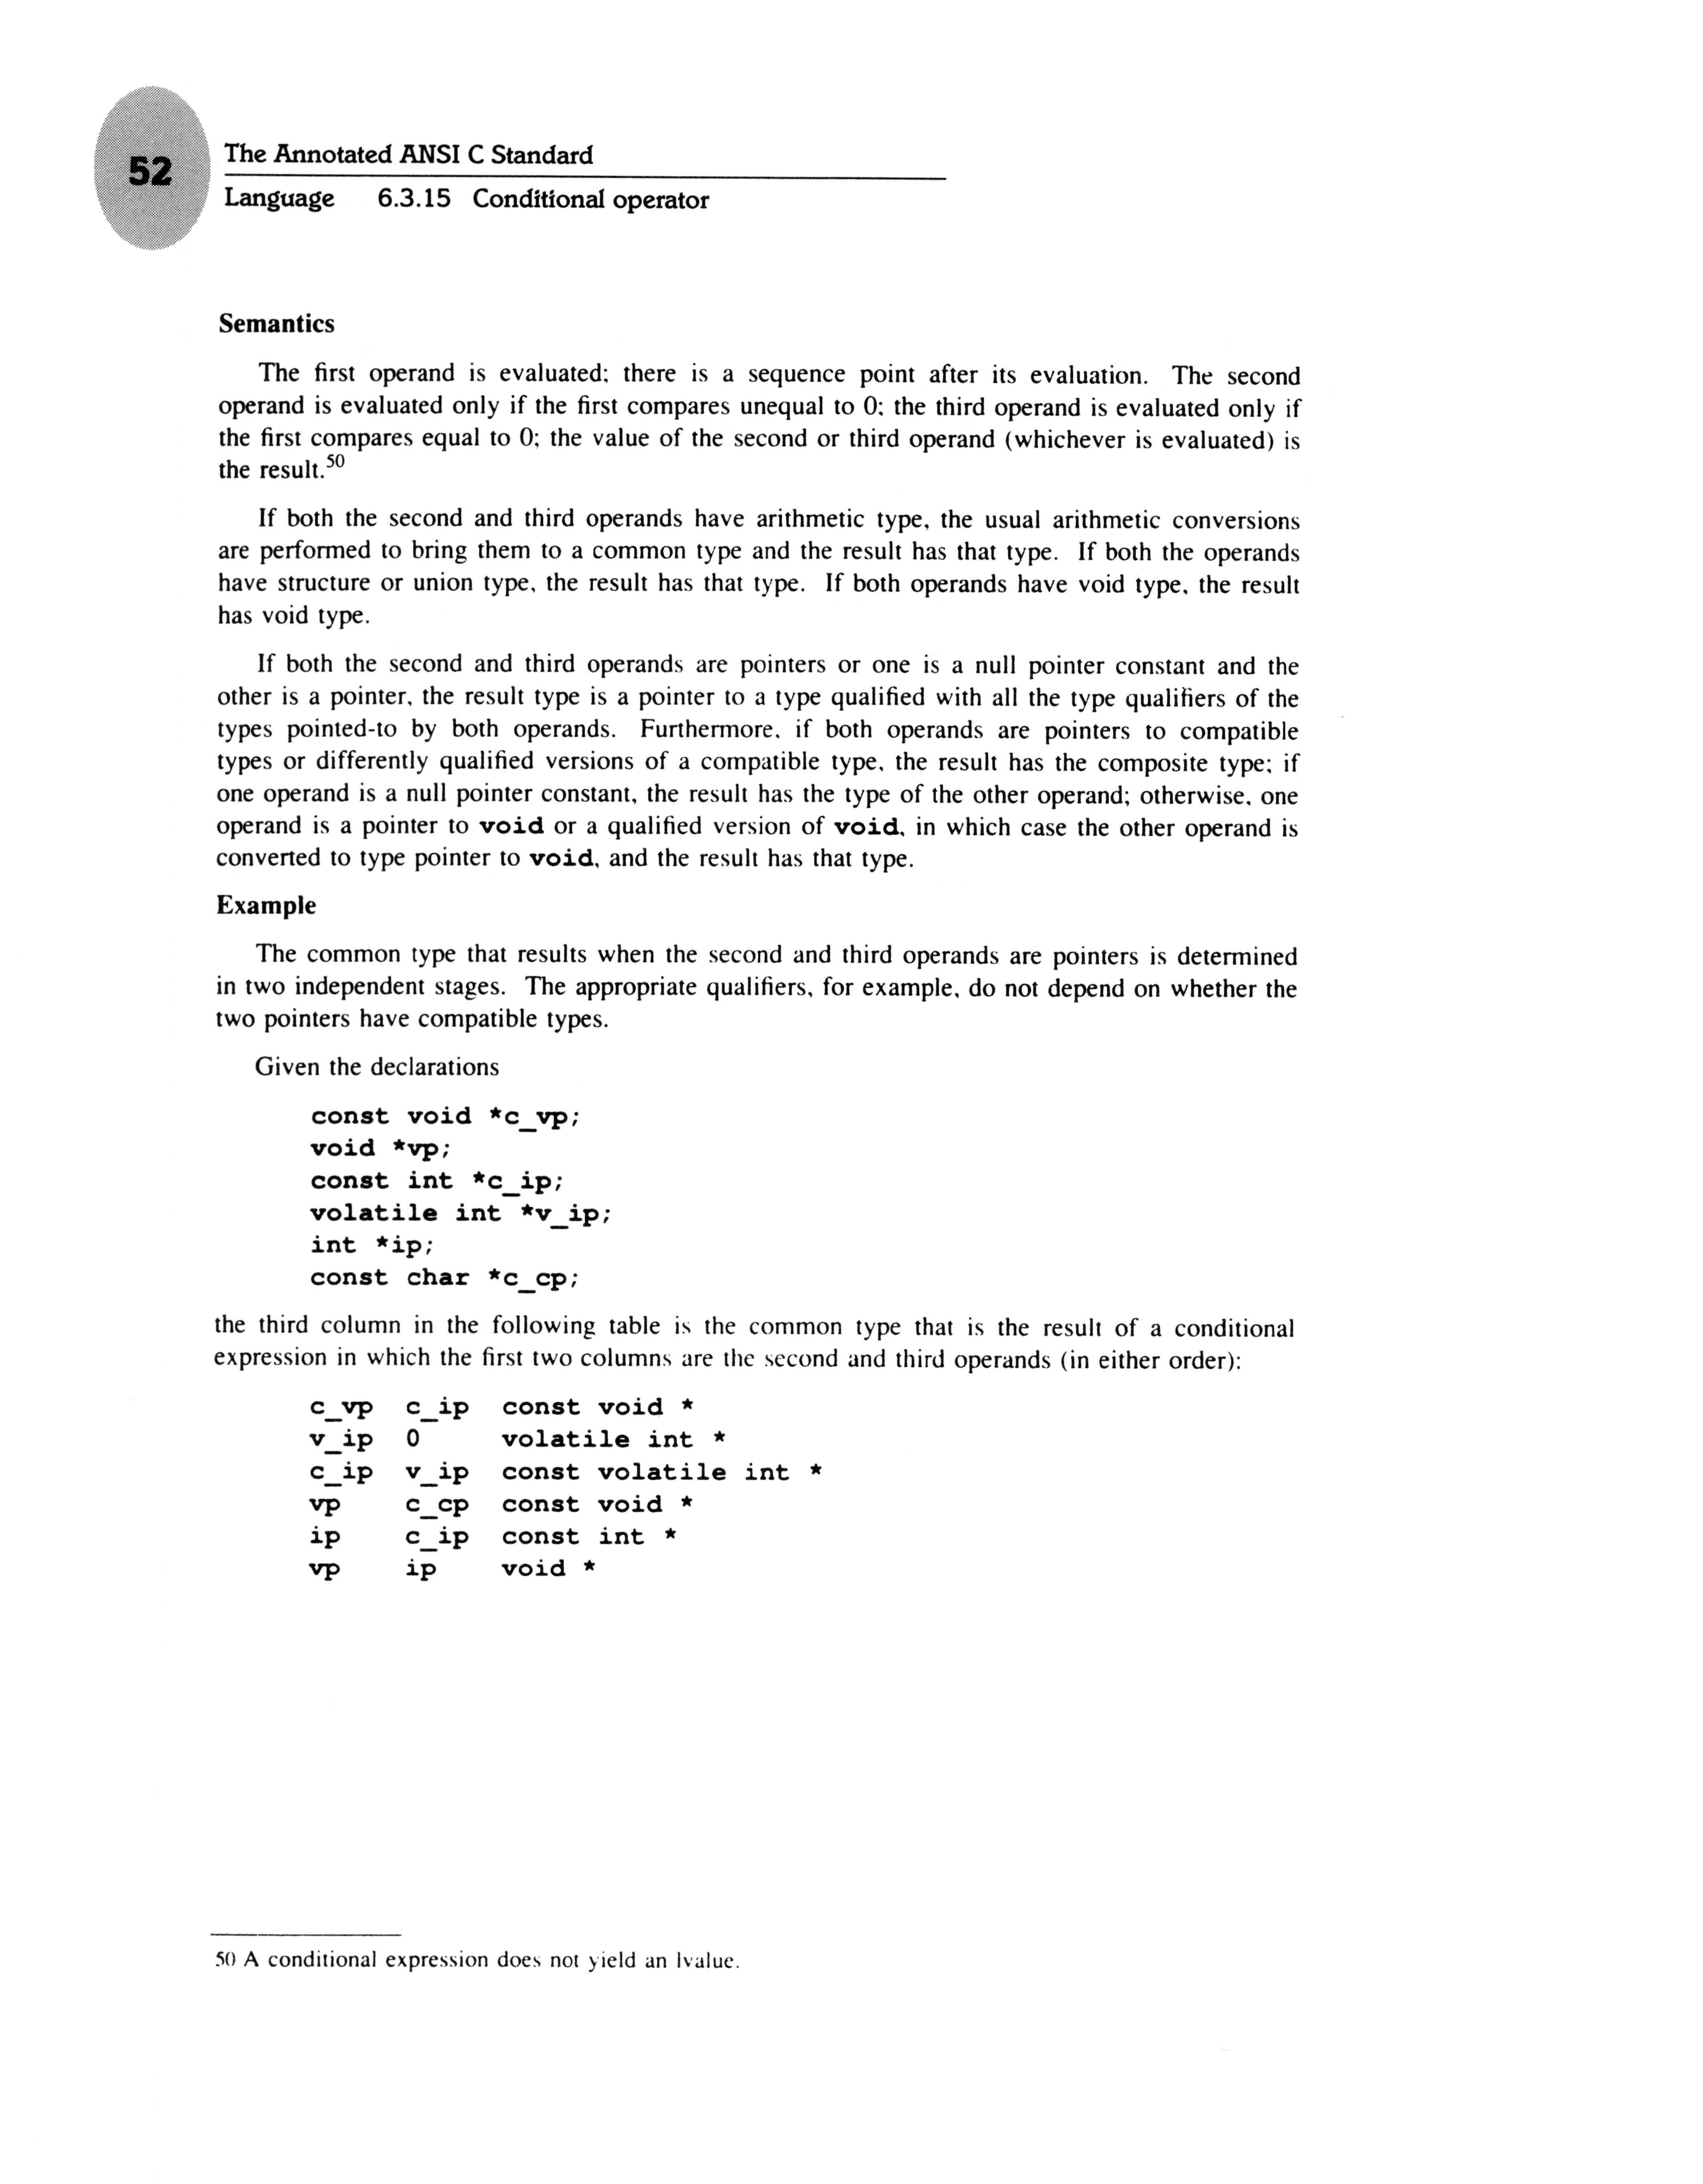 52
The Annotated ANSI C Standard
Language 6.3.15 Conditional operator
Semantics
The first operand is evaluated; there is a sequence point after its evaluation. The second
operand is evaluated only if the first compares unequal to 0; the third operand is evaluated only if
the first compares equal to 0; the value of the second or third operand (whichever is evaluated) is
the result.50
If both the second and third operands have arithmetic type, the usual arithmetic conversions
are performed to bring them to a common type and the result has that type. If both the operands
have structure or union type, the result has that type. If both operands have void type, the result
has void type.
If both the second and third operands are pointers or one is a null pointer constant and the
other is a pointer, the result type is a pointer to a type qualified with all the type qualifiers of the
types pointed-to by both operands. Furthermore, if both operands are pointers to compatible
types or differently qualified versions of a compatible type, the result has the composite type; if
one operand is a null pointer constant, the result has the type of the other operand; otherwise, one
operand is a pointer to void or a qualified version of void, in which case the other operand is
converted to type pointer to void, and the result has that type.
Example
The common type that results when the second and third operands are pointers is determined
in two independent stages. The appropriate qualifiers, for example, do not depend on whether the
two pointers have compatible types.
Given the declarations
const void *c_vp;
void *vp;
const int *c_ip;
volatile int *v_ip;
int *ip;
const char *c_cp;
the third column in the following table is the common type that is the result of a conditional
expression in which the first two columns are the second and third operands (in either order):
c_vp c_ip const void *
v_ip 0 volatile int *
c_ip v_ip const volatile int *
vp c_cp const void *
ip c_ip const int *
vp ip void *
50 A conditional expression does not yield an lvalue.